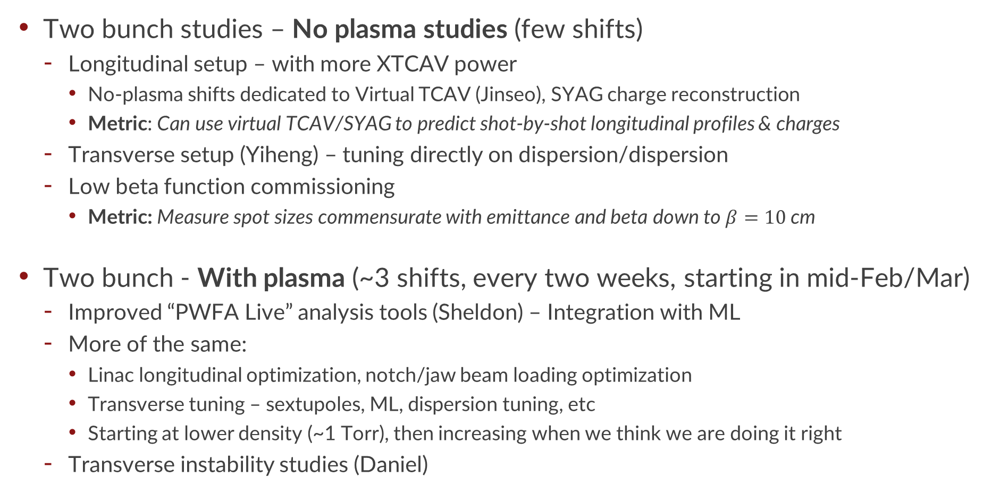 • Two bunch studies – No plasma studies (few shifts)
- Longitudinal setup – with more XTCAV power
• No-plasma shifts dedicated to Virtual TCAV (Jinseo), SYAG charge reconstruction
• Metric: Can use virtual TCAV/SYAG to predict shot-by-shot longitudinal profiles & charges
- Transverse setup (Yiheng) – tuning directly on dispersion/dispersion
- Low beta function commissioning
• Metric: Measure spot sizes commensurate with emittance and beta down to β = 10 cm
• Two bunch - With plasma (~3 shifts, every two weeks, starting in mid-Feb/Mar)
- Improved “PWFA Live” analysis tools (Sheldon) – Integration with ML
- More of the same:
• Linac longitudinal optimization, notch/jaw beam loading optimization
• Transverse tuning – sextupoles, ML, dispersion tuning, etc
• Starting at lower density (~1 Torr), then increasing when we think we are doing it right
- Transverse instability studies (Daniel)